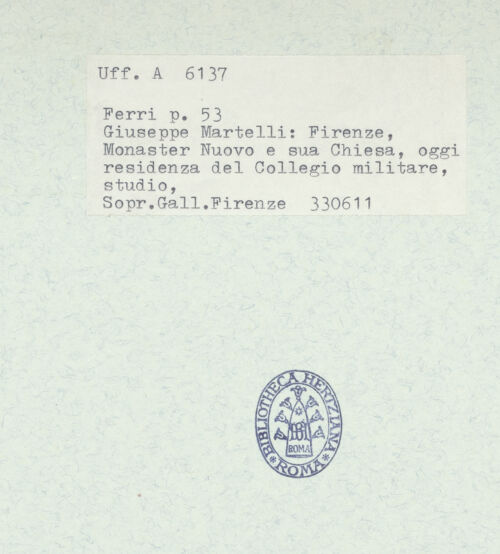 Uff. A 6137
Ferri p. 53
Giuseppe Martelli: Firenze,
Monaster Nuovo e sua Chiesa, oggi
residenza del Collegio militare,
studio,
Sopr.Gall.Firenze 330611
BIBLIOTHECA HERTZIANA
ROMA
ROMA